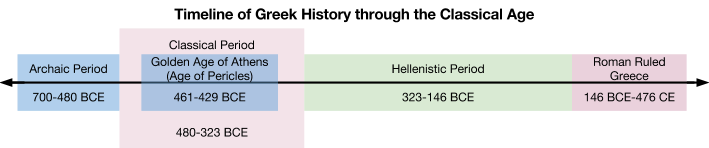 Timeline of Greek History through the Classical Age
Classical Period
Archaic Period
Golden Age of Athens
(Age of Pericles)
Hellenistic Period
Roman Ruled
Greece
700-480 BCE
461-429 BCE
323-146 BCE
146 BCE-476 CE
480-323 BCE